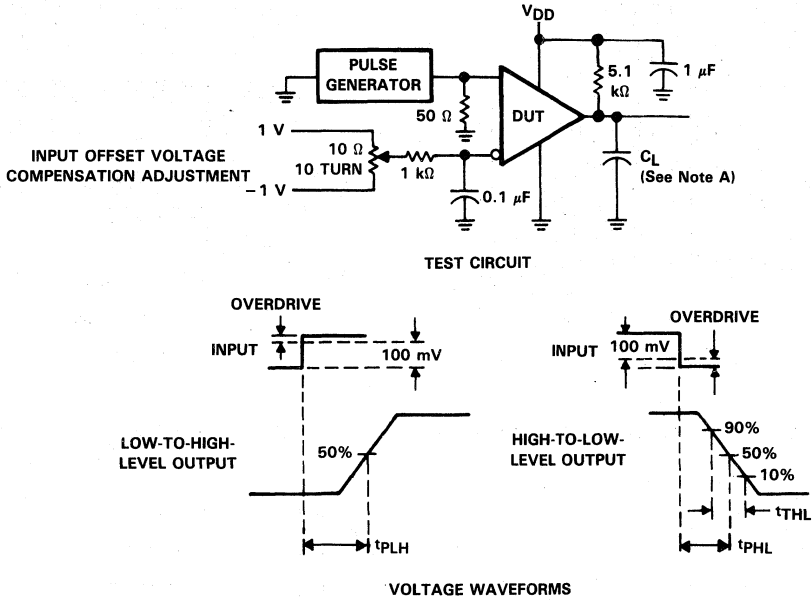 VDD
PULSE
GENERATOR
5.1
kΩ
1 μF
50 Ω
DUT
1 V
INPUT OFFSET VOLTAGE
COMPENSATION ADJUSTMENT
10 Ω
10 TURN
1 kΩ
−1 V
0.1 μF
CL
(See Note A)
TEST CIRCUIT
OVERDRIVE
INPUT
100 mV
OVERDRIVE
INPUT
100 mV
LOW-TO-HIGH-
LEVEL OUTPUT
50%
HIGH-TO-LOW-
LEVEL OUTPUT
90%
50%
10%
tTHL
tPLH
tPHL
VOLTAGE WAVEFORMS